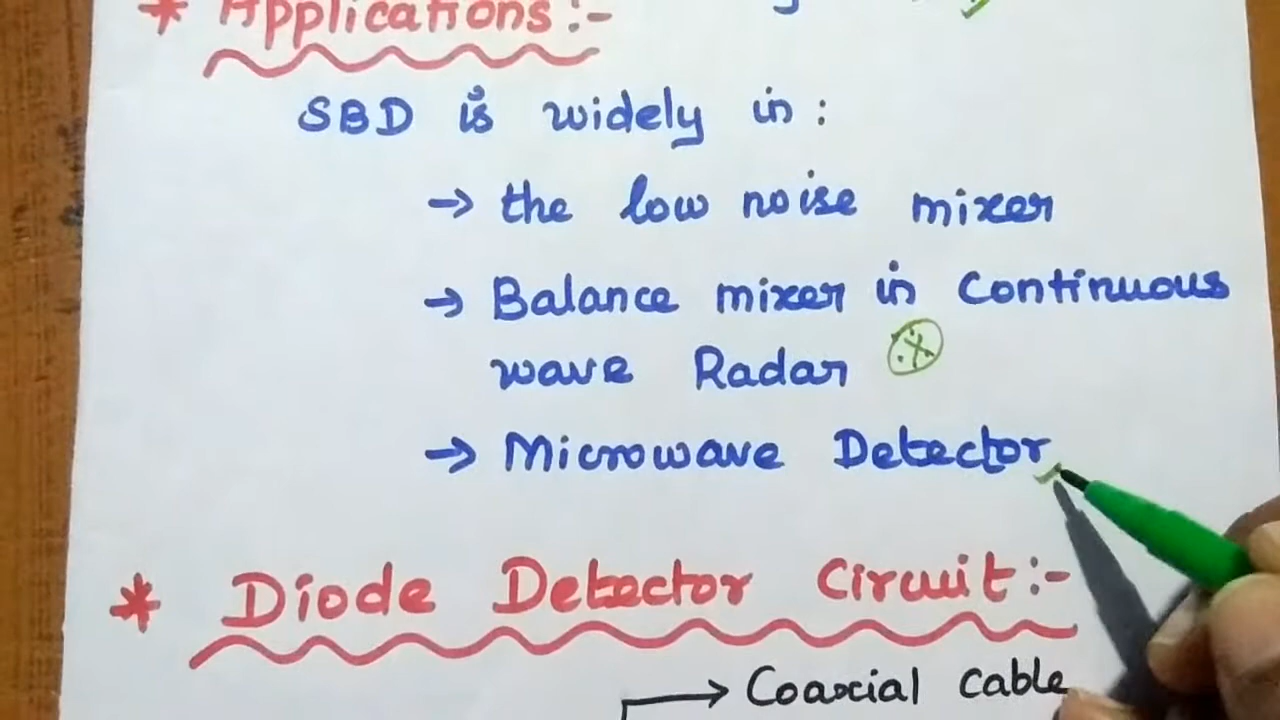 * Applications:-
SBD is widely in :
→ the low noise mixer
→ Balance mixer in Continuous
wave Radar
→ Microwave Detector
* Diode Detector Circuit:-
→ Coaxial Cable